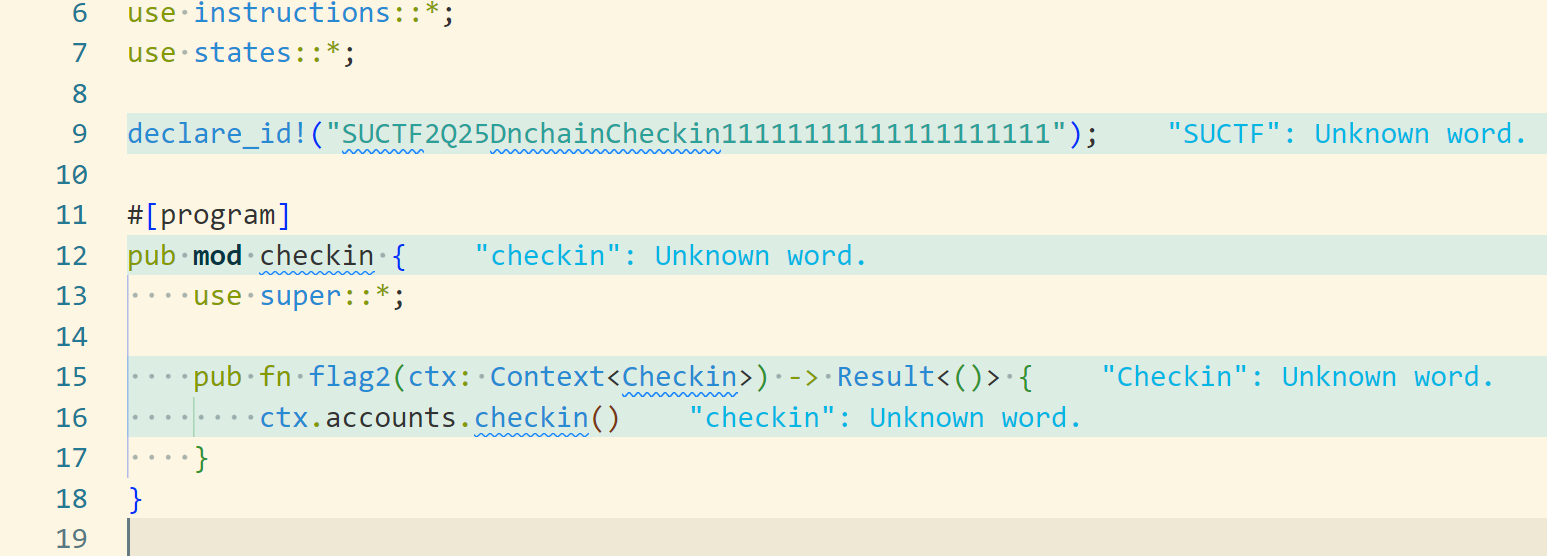 6 use instructions::*;
7 use states::*;
8
9 declare_id!("SUCTF2Q25DnchainCheckin11111111111111111111");    "SUCTF": Unknown word.
10
11 #[program]
12 pub mod checkin {    "checkin": Unknown word.
13     use super::*;
14
15     pub fn flag2(ctx: Context<Checkin>) -> Result<()> {    "Checkin": Unknown word.
16         ctx.accounts.checkin()    "checkin": Unknown word.
17     }
18 }
19